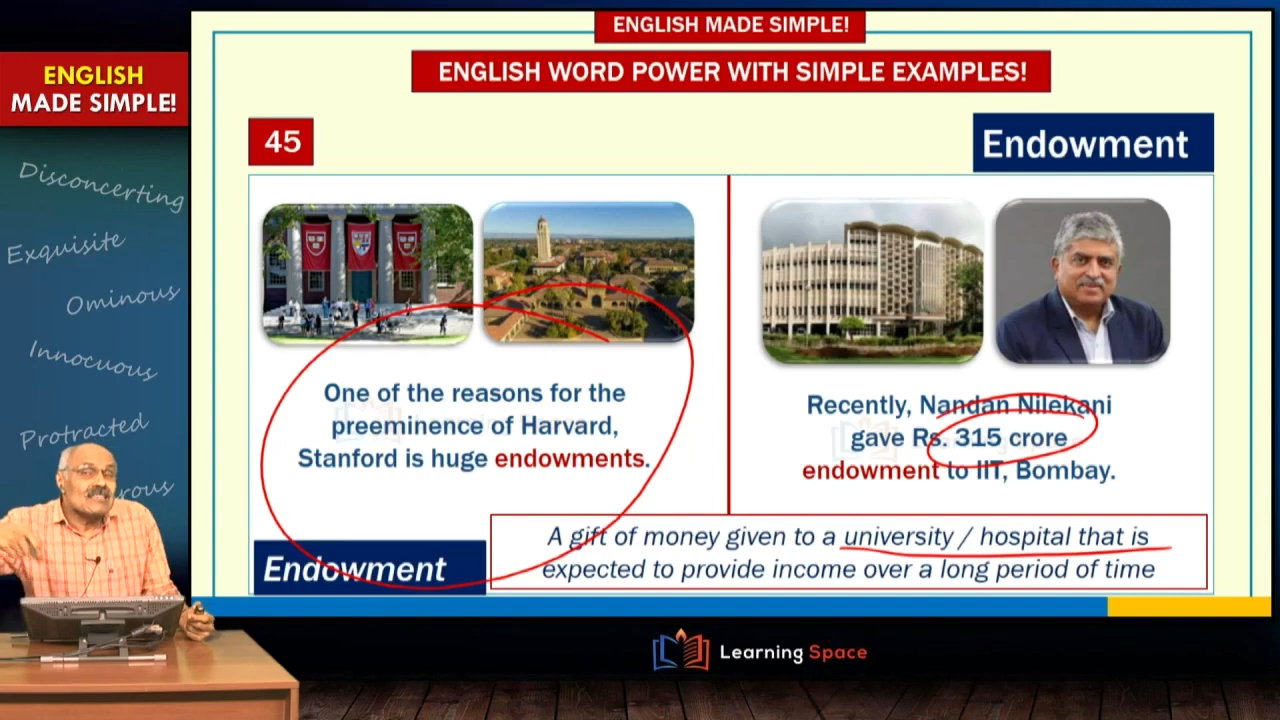 ENGLISH MADE SIMPLE!
ENGLISH WORD POWER WITH SIMPLE EXAMPLES!
ENGLISH
MADE SIMPLE!
45
Endowment
Disconcerting
Exquisite
Ominous
Innocuous
Protracted
One of the reasons for the
preeminence of Harvard,
Stanford is huge endowments.
Recently, Nandan Nilekani
gave Rs. 315 crore
endowment to IIT, Bombay.
Endowment
A gift of money given to a university / hospital that is
expected to provide income over a long period of time
Learning Space